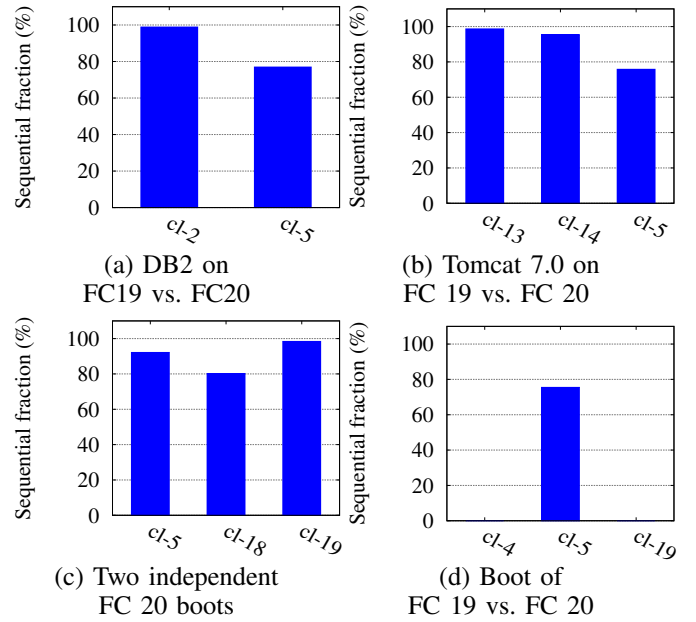 Sequential fraction (%)
100
80
60
40
20
0
cl-2
cl-5
(a) DB2 on
FC19 vs. FC20
Sequential fraction (%)
100
80
60
40
20
0
cl-13
cl-14
cl-5
(b) Tomcat 7.0 on
FC 19 vs. FC 20
Sequential fraction (%)
100
80
60
40
20
0
cl-5
cl-18
cl-19
(c) Two independent
FC 20 boots
Sequential fraction (%)
100
80
60
40
20
0
cl-4
cl-5
cl-19
(d) Boot of
FC 19 vs. FC 20